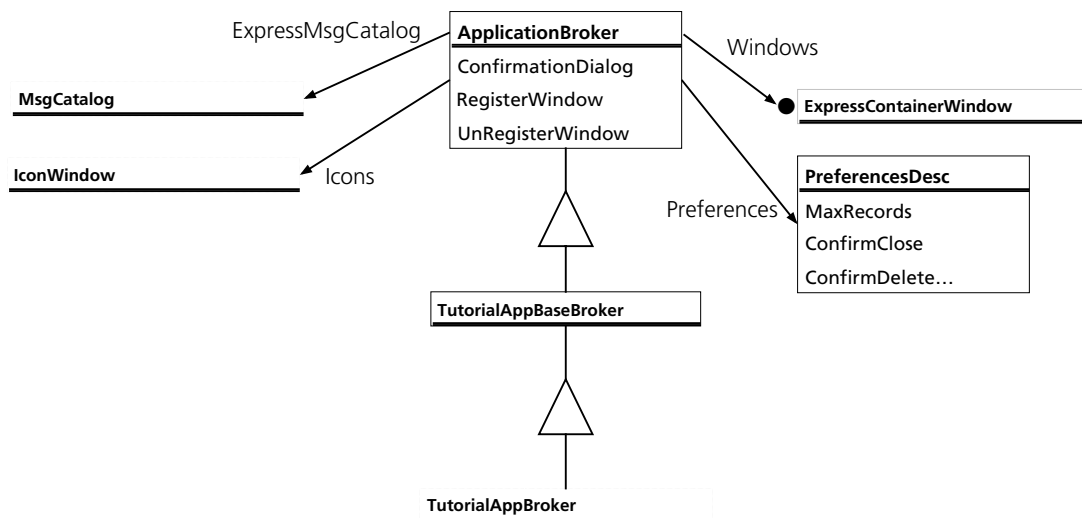 ExpressMsgCatalog
ApplicationBroker
Windows
ConfirmationDialog
RegisterWindow
UnRegisterWindow
MsgCatalog
ExpressContainerWindow
IconWindow
Icons
PreferencesDesc
Preferences
MaxRecords
ConfirmClose
ConfirmDelete…
TutorialAppBaseBroker
TutorialAppBroker